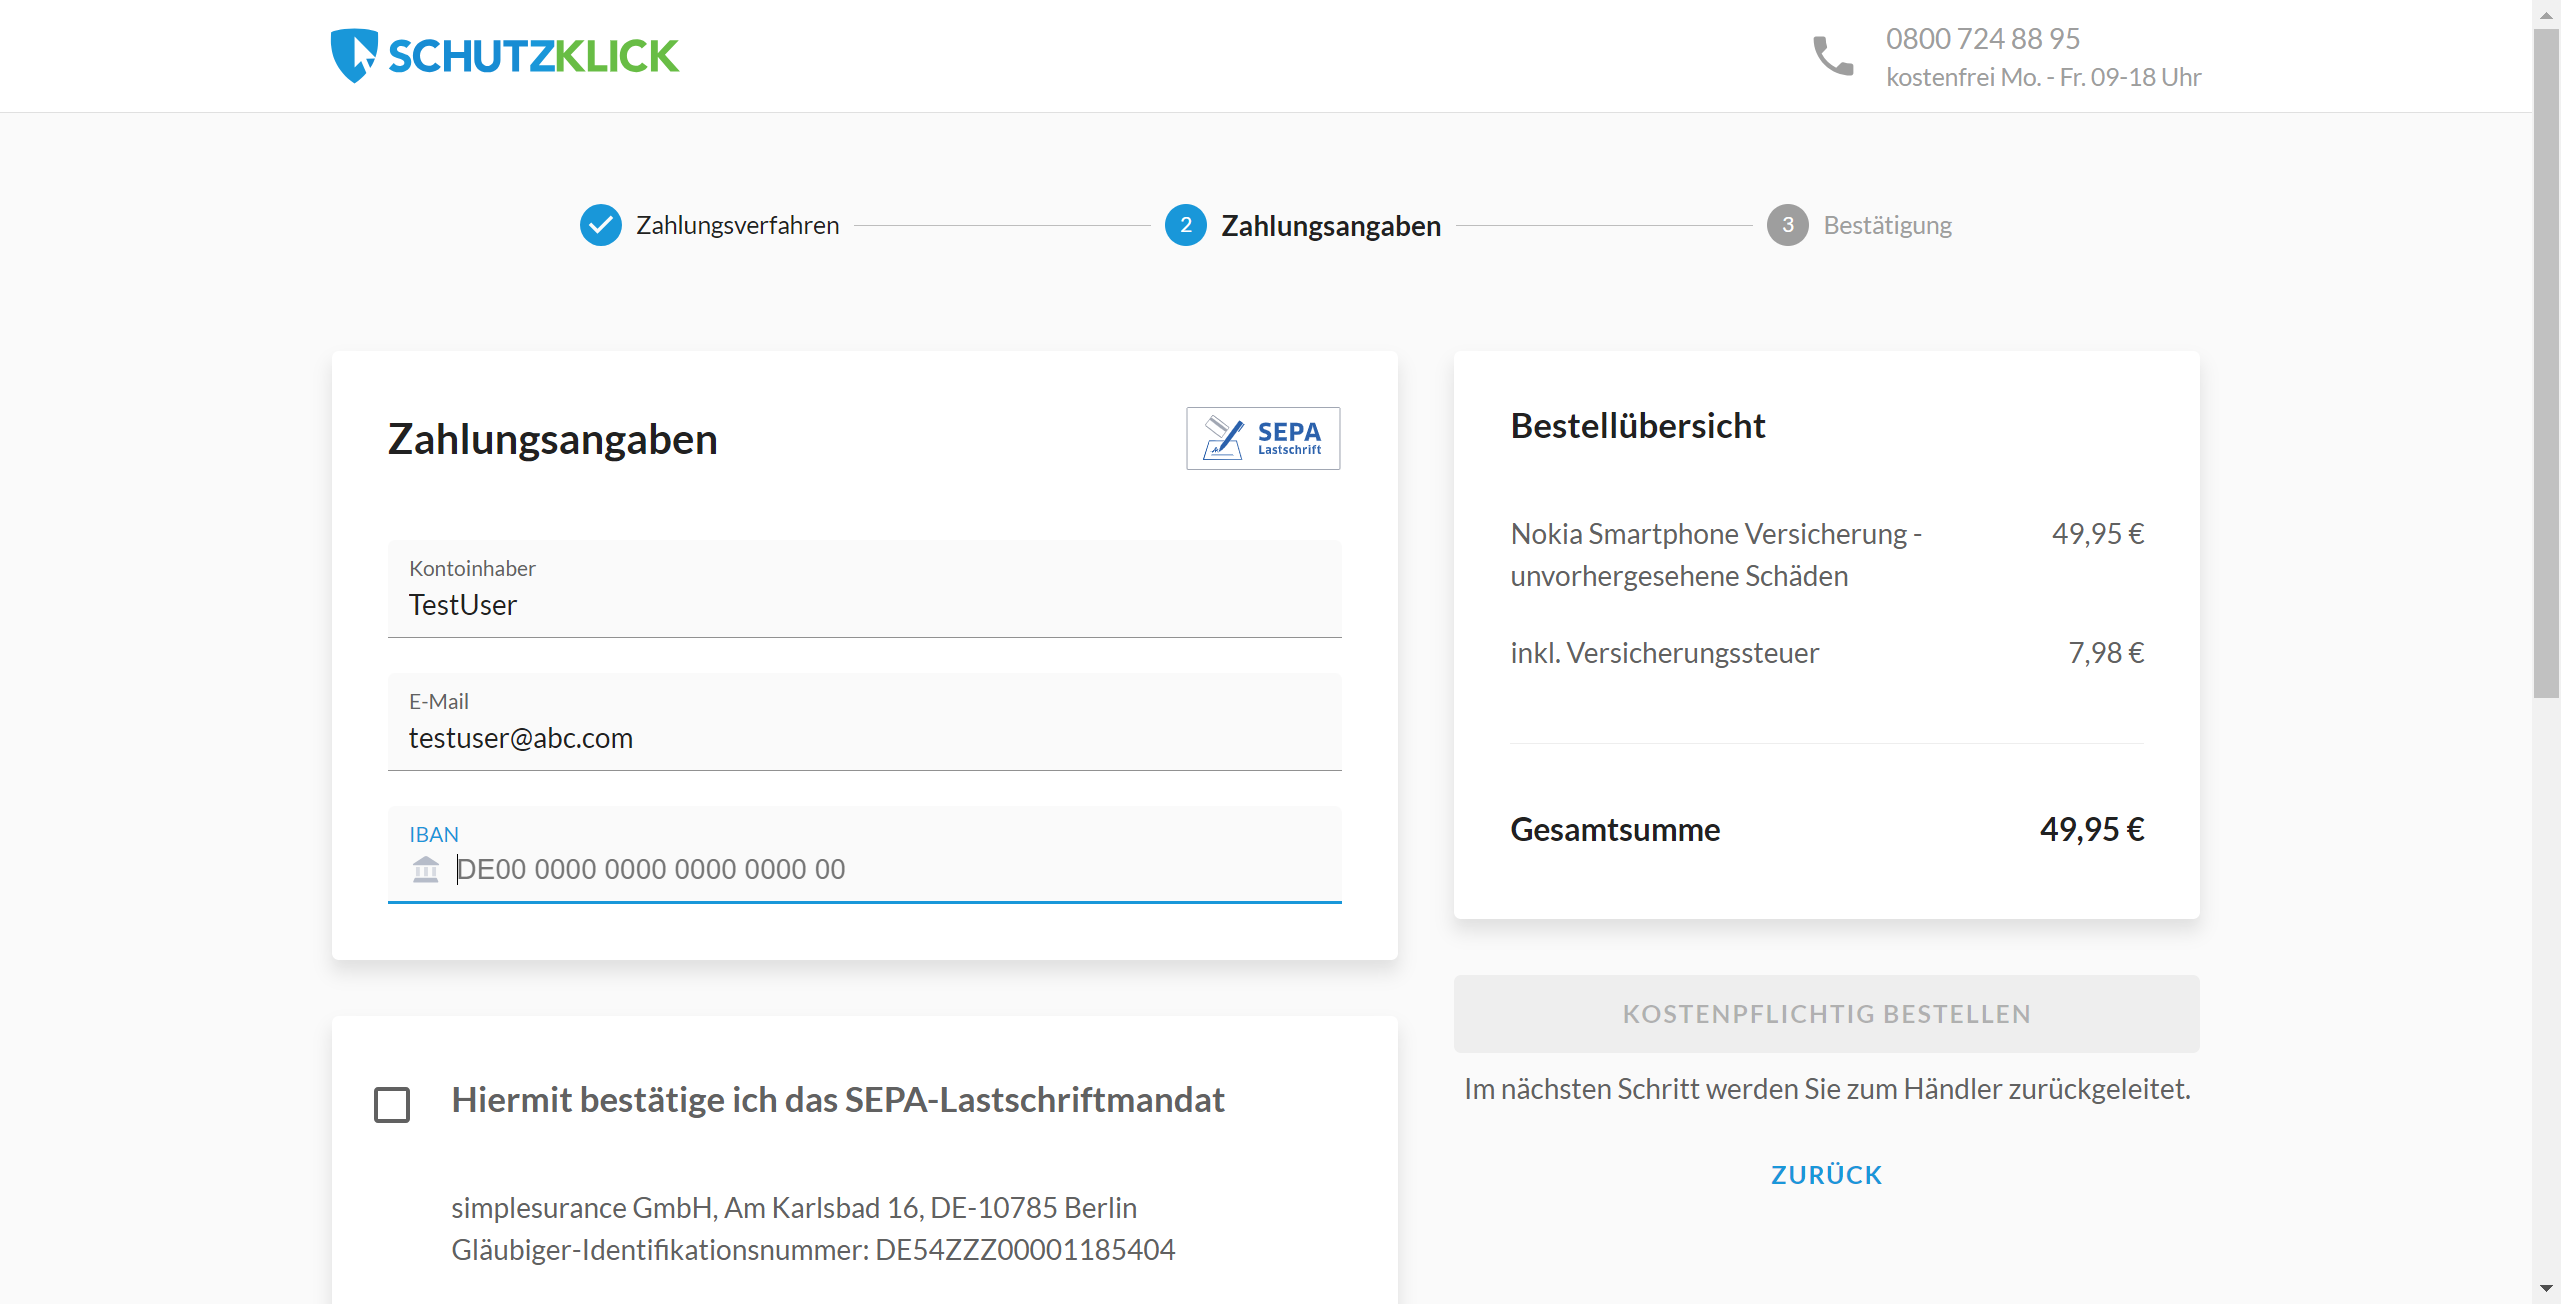 SCHUTZKLICK
0800 724 88 95
kostenfrei Mo. - Fr. 09-18 Uhr
Zahlungsverfahren
2 Zahlungsangaben
3 Bestätigung
Zahlungsangaben
SEPA
Lastschrift
Kontoinhaber
TestUser
E-Mail
testuser@abc.com
IBAN
DE00 0000 0000 0000 0000 00
Hiermit bestätige ich das SEPA-Lastschriftmandat
simplesurance GmbH, Am Karlsbad 16, DE-10785 Berlin
Gläubiger-Identifikationsnummer: DE54ZZZ00001185404
Bestellübersicht
Nokia Smartphone Versicherung - 49,95 €
unvorhergesehene Schäden
inkl. Versicherungssteuer 7,98 €
Gesamtsumme 49,95 €
KOSTENPFLICHTIG BESTELLEN
Im nächsten Schritt werden Sie zum Händler zurückgeleitet.
ZURÜCK